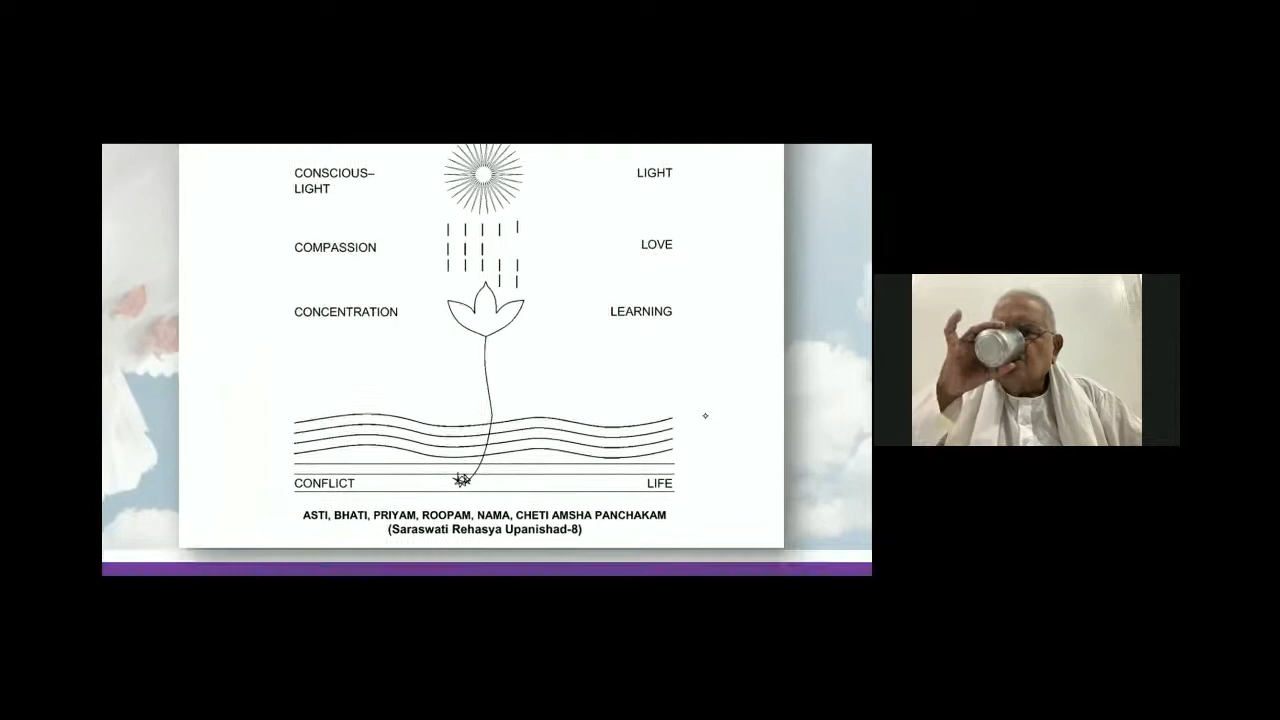 CONSCIOUS–
LIGHT
LIGHT
COMPASSION
LOVE
CONCENTRATION
LEARNING
CONFLICT
LIFE
ASTI, BHATI, PRIYAM, ROOPAM, NAMA, CHETI AMSHA PANCHAKAM
(Saraswati Rehasya Upanishad-8)